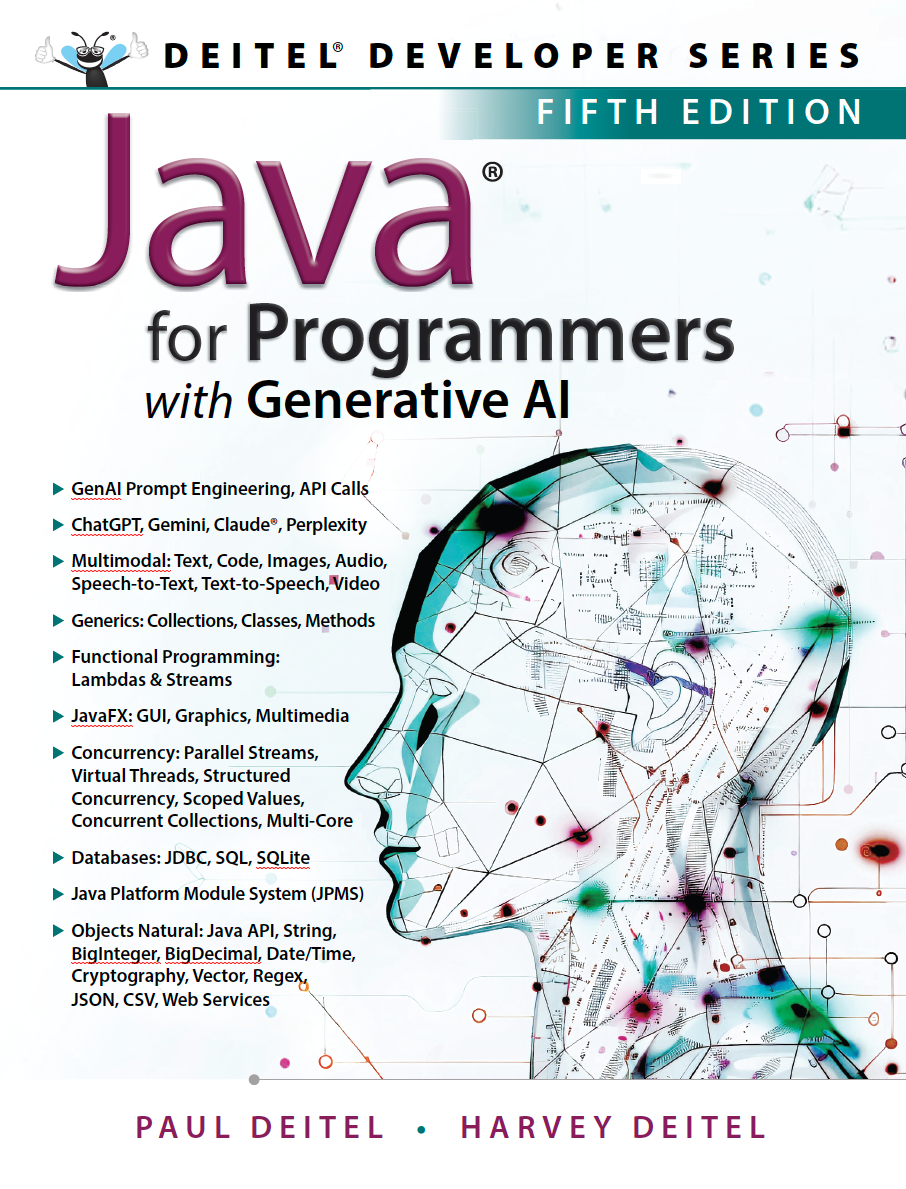 DEITEL® DEVELOPER SERIES
FIFTH EDITION
Java®
for Programmers
with Generative AI
► GenAI Prompt Engineering, API Calls
► ChatGPT, Gemini, Claude®, Perplexity
► Multimodal: Text, Code, Images, Audio,
Speech-to-Text, Text-to-Speech, Video
► Generics: Collections, Classes, Methods
► Functional Programming:
Lambdas & Streams
► JavaFX: GUI, Graphics, Multimedia
► Concurrency: Parallel Streams,
Virtual Threads, Structured
Concurrency, Scoped Values,
Concurrent Collections, Multi-Core
► Databases: JDBC, SQL, SQLite
► Java Platform Module System (JPMS)
► Objects Natural: Java API, String,
BigInteger, BigDecimal, Date/Time,
Cryptography, Vector, Regex,
JSON, CSV, Web Services
PAUL DEITEL • HARVEY DEITEL